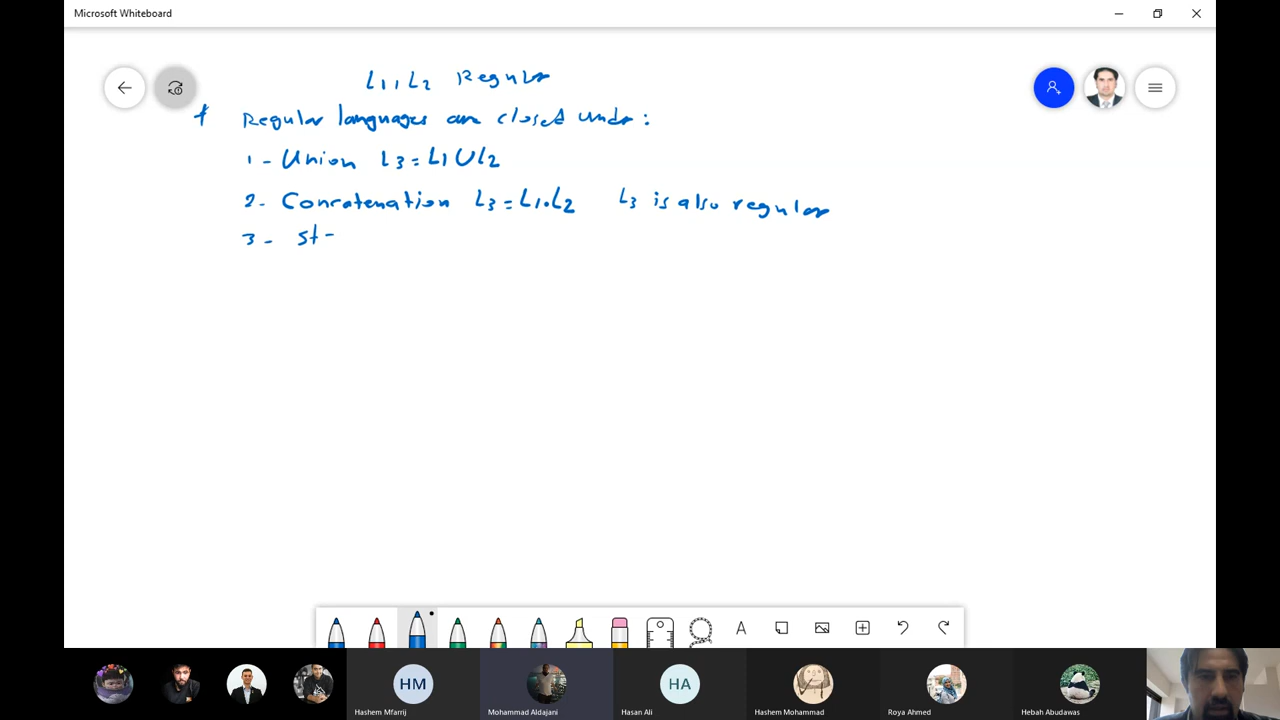 Microsoft Whiteboard
L1, L2 Regular
* Regular languages are closed under:
1- Union L3 = L1 ∪ L2
2- Concatenation L3 = L1.L2 L3 is also regular
3- St-
A
HM
HA
Hashem Mfarrij
Mohammad Aldajani
Hasan Ali
Hashem Mohammad
Roya Ahmed
Hebah Abudawas